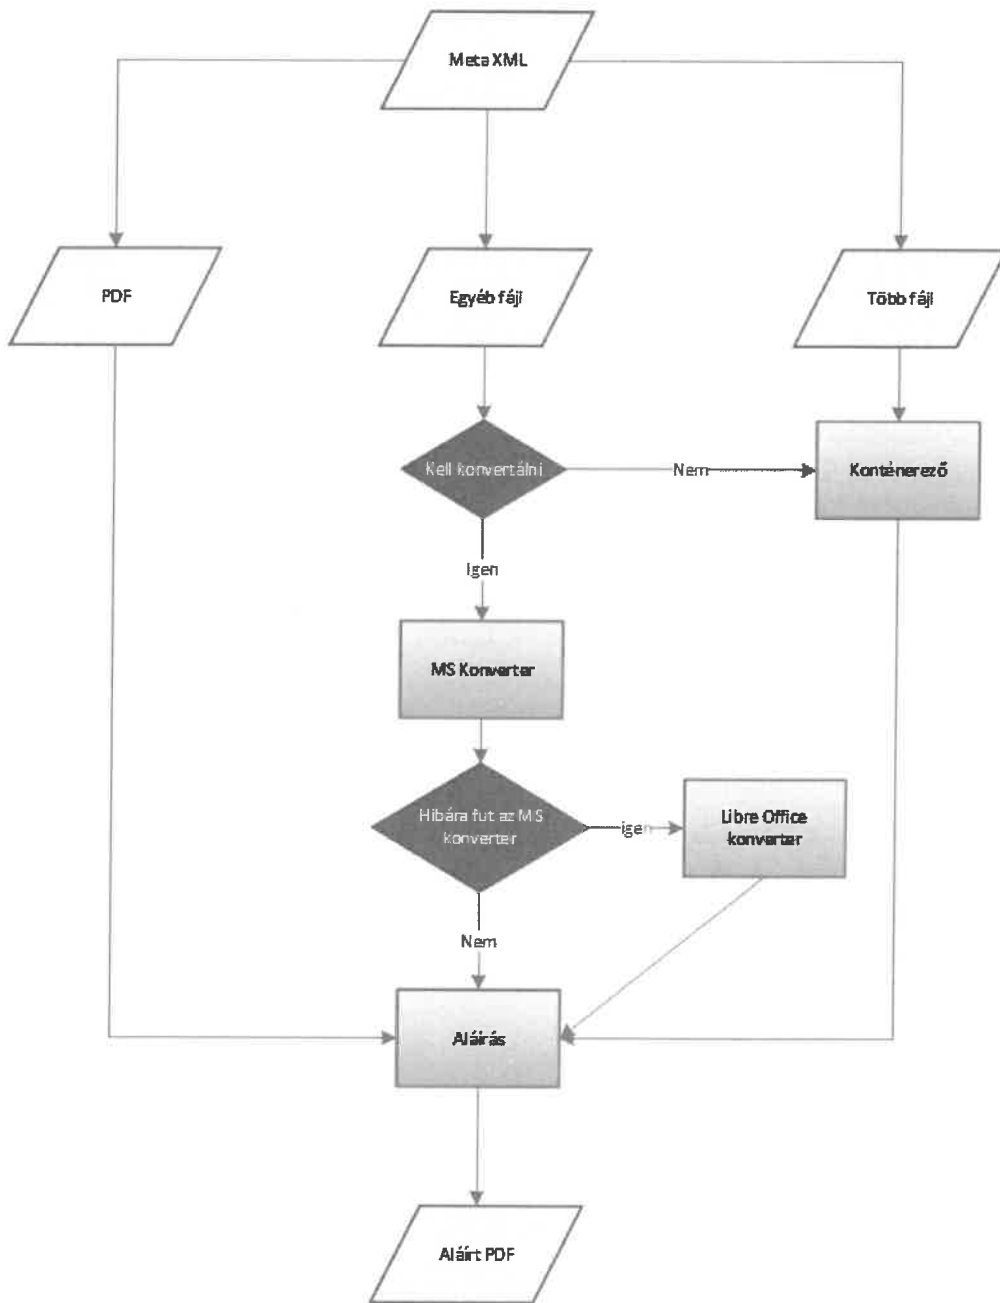 Meta XML
PDF
Egyéb fájl
Több fájl
Kell konvertálni
Nem
Konténerező
Igen
MS Konverter
Hibára fut az MS
konverter
igen
Libre Office
konverter
Nem
Aláírás
Aláírt PDF